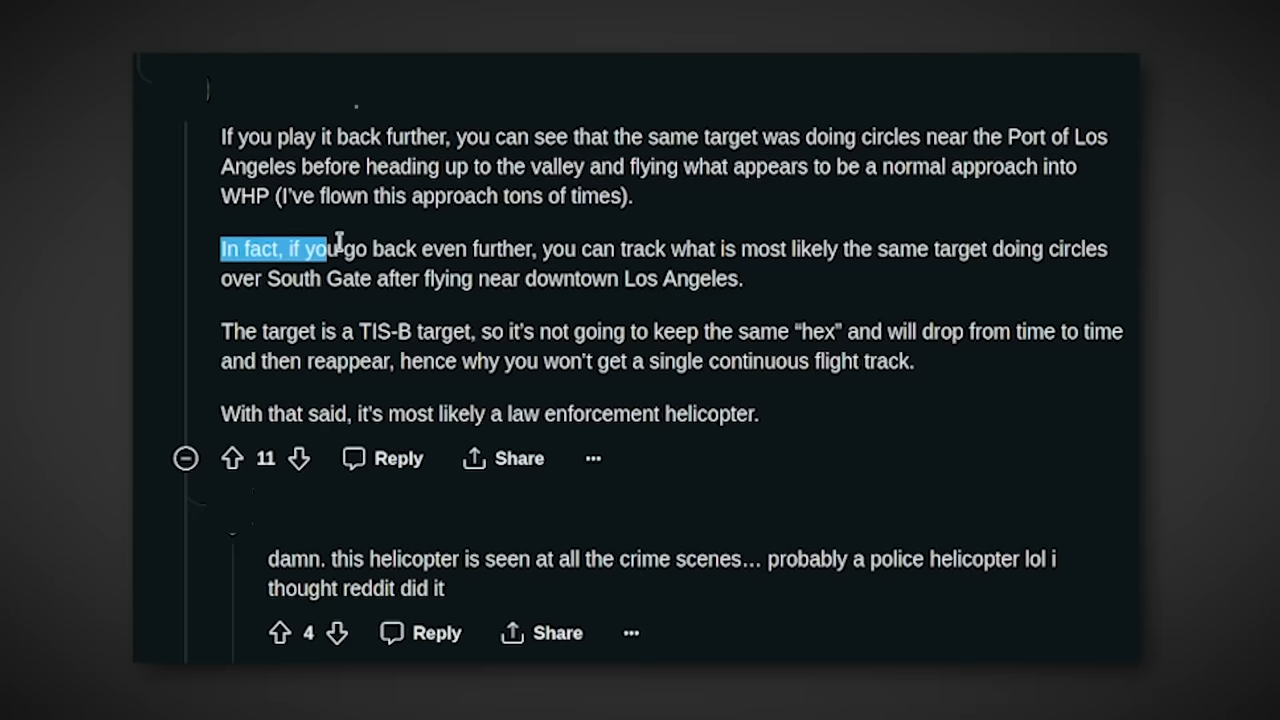 If you play it back further, you can see that the same target was doing circles near the Port of Los
Angeles before heading up to the valley and flying what appears to be a normal approach into
WHP (I've flown this approach tons of times).
In fact, if you go back even further, you can track what is most likely the same target doing circles
over South Gate after flying near downtown Los Angeles.
The target is a TIS-B target, so it's not going to keep the same “hex” and will drop from time to time
and then reappear, hence why you won't get a single continuous flight track.
With that said, it's most likely a law enforcement helicopter.
11 Reply Share ...
damn. this helicopter is seen at all the crime scenes... probably a police helicopter lol i
thought reddit did it
4 Reply Share ...